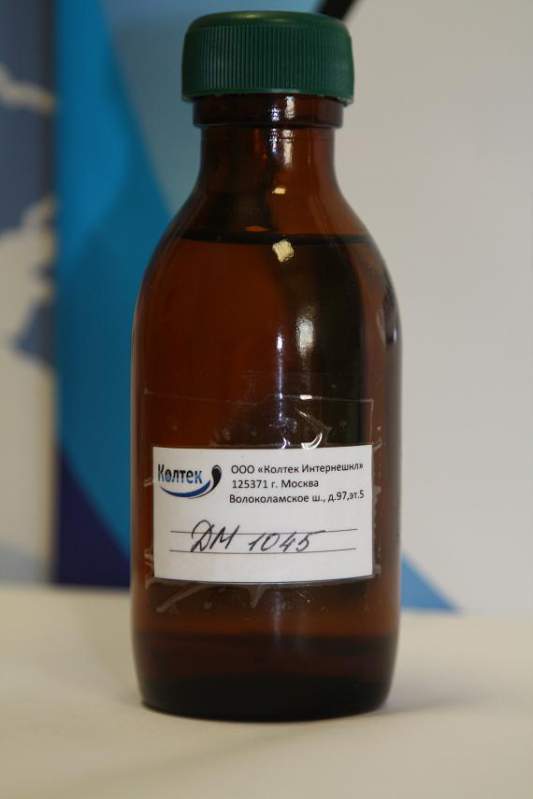 Колтек
ООО «Колтек Интернешнл»
125371 г. Москва
Волоколамское ш., д.97,эт.5
ДМ 1045